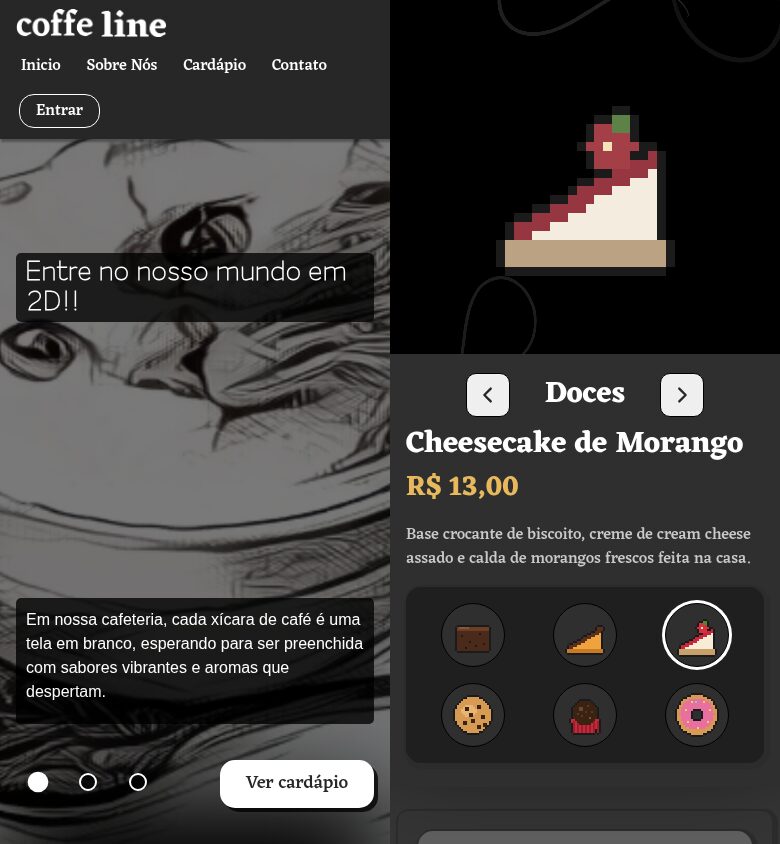 coffe line
Inicio Sobre Nós Cardápio Contato
Entrar
Entre no nosso mundo em
2D!!
Em nossa cafeteria, cada xícara de café é uma
tela em branco, esperando para ser preenchida
com sabores vibrantes e aromas que
despertam.
Ver cardápio
Doces
Cheesecake de Morango
R$ 13,00
Base crocante de biscoito, creme de cream cheese
assado e calda de morangos frescos feita na casa.